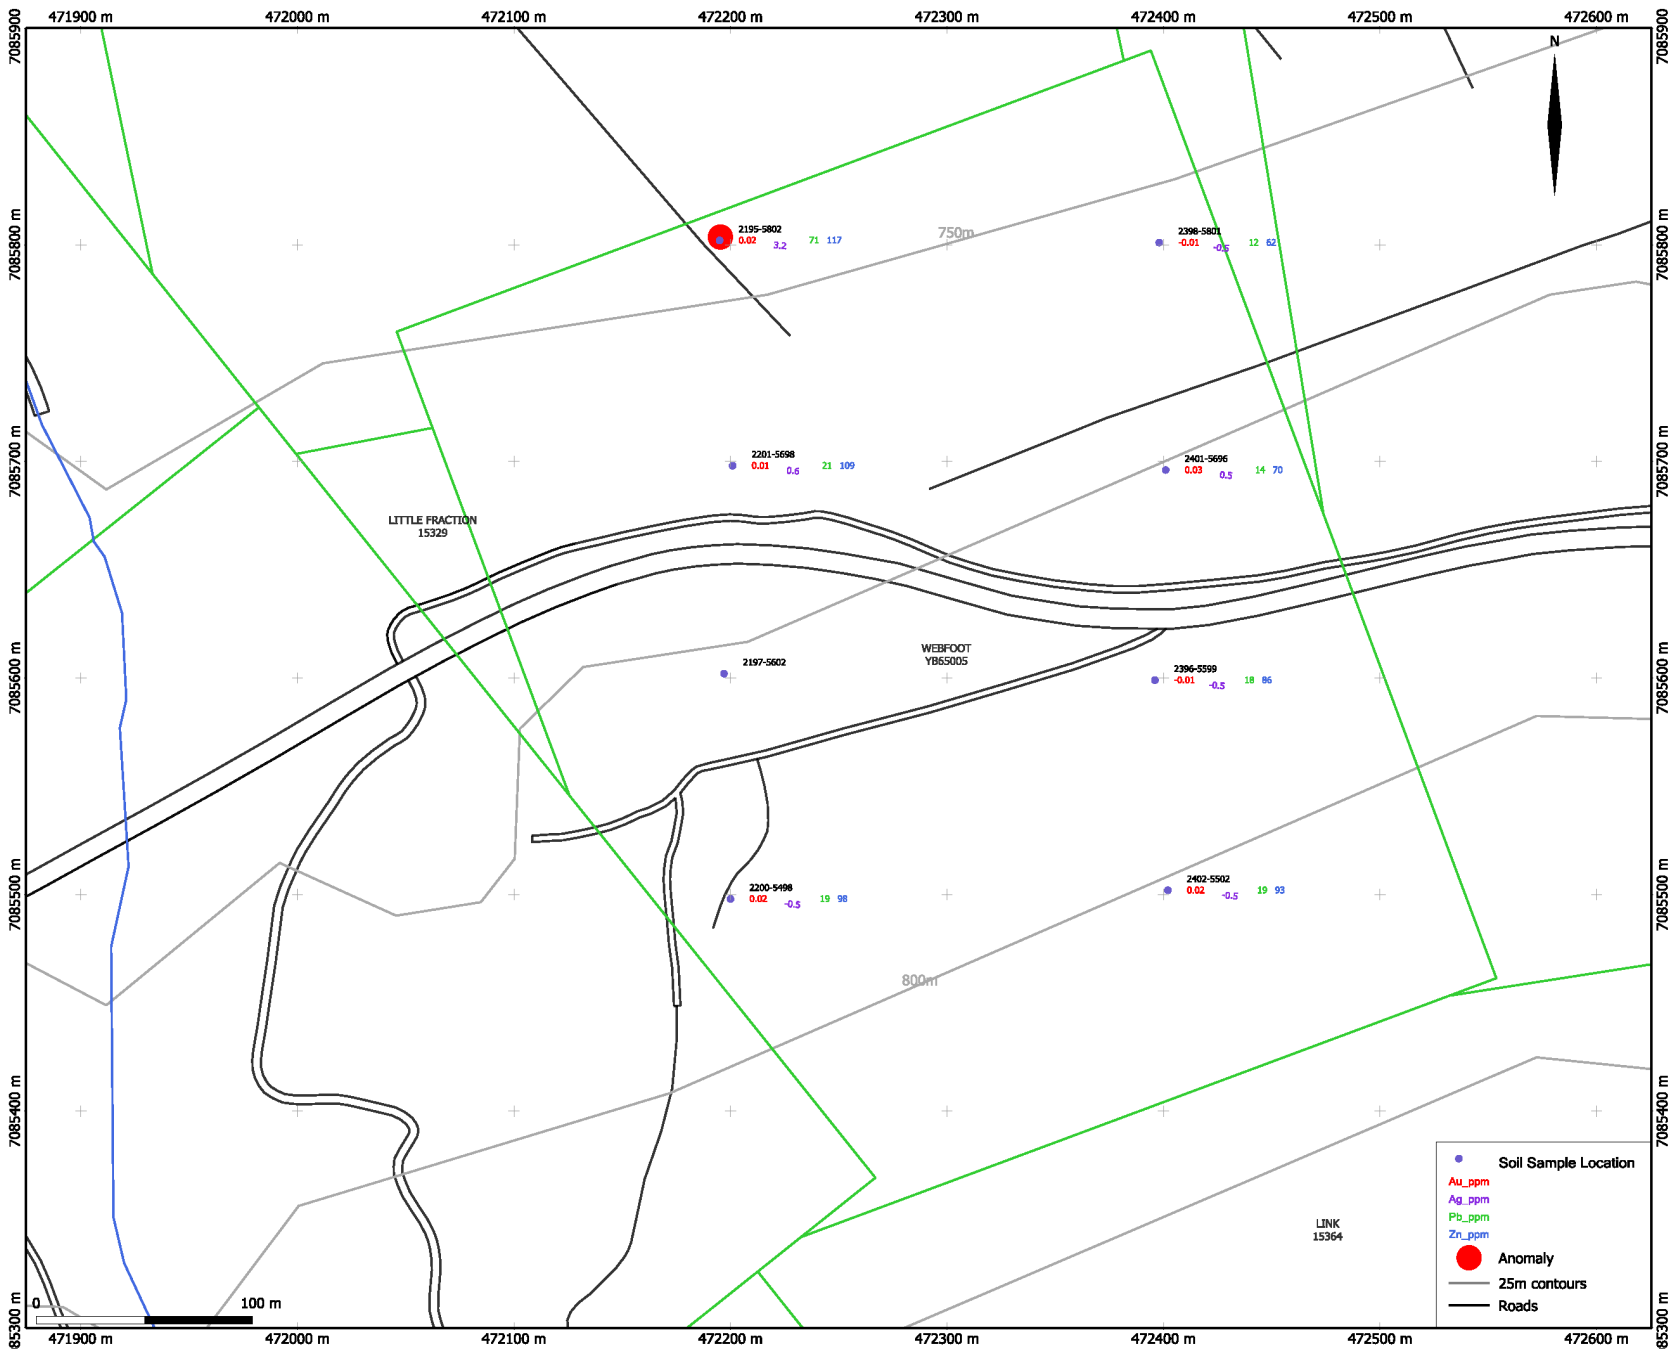 471900 m 472000 m 472100 m 472200 m 472300 m 472400 m 472500 m 472600 m
7085900
7085900
N
2195-5802
0.02 3.2 71 117
750m
2398-5801
-0.01 -0.5 12 62
7085800 m
7085800 m
2201-5698
0.01 0.6 21 109
2401-5696
0.03 0.5 14 70
7085700 m
7085700 m
LITTLE FRACTION
15329
WEBFOOT
YB65005
2197-5602
2396-5599
-0.01 -0.5 18 86
7085600 m
7085600 m
2200-5498
0.02 -0.5 19 98
2402-5502
0.02 -0.5 19 93
7085500 m
7085500 m
800m
7085400 m
7085400 m
LINK
15364
Soil Sample Location
Au_ppm
Ag_ppm
Pb_ppm
Zn_ppm
Anomaly
25m contours
Roads
0 100 m
85300 m
85300 m
471900 m 472000 m 472100 m 472200 m 472300 m 472400 m 472500 m 472600 m